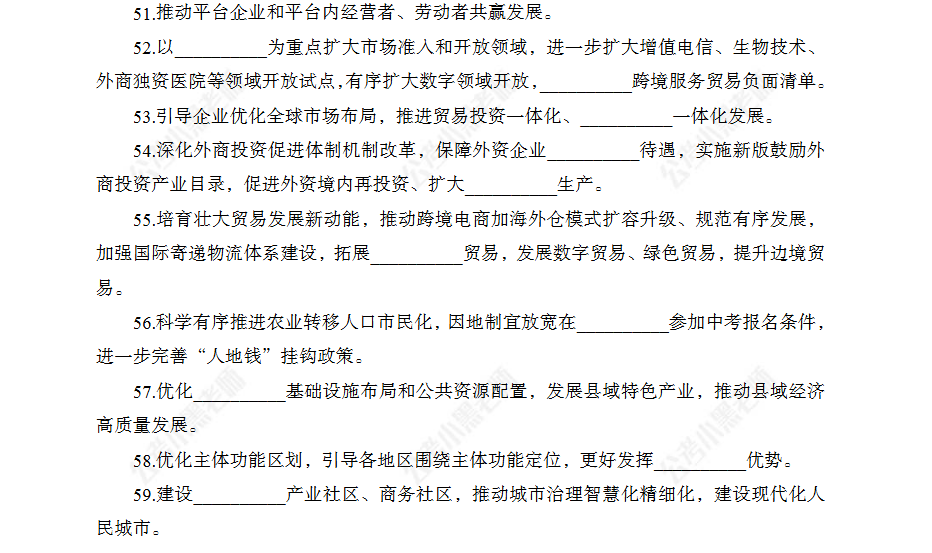 51.推动平台企业和平台内经营者、劳动者共赢发展。
52.以__________为重点扩大市场准入和开放领域，进一步扩大增值电信、生物技术、
外商独资医院等领域开放试点，有序扩大数字领域开放，__________跨境服务贸易负面清单。
53.引导企业优化全球市场布局，推进贸易投资一体化、__________一体化发展。
54.深化外商投资促进体制机制改革，保障外资企业__________待遇，实施新版鼓励外
商投资产业目录，促进外资境内再投资、扩大__________生产。
55.培育壮大贸易发展新动能，推动跨境电商加海外仓模式扩容升级、规范有序发展，
加强国际寄递物流体系建设，拓展__________贸易，发展数字贸易、绿色贸易，提升边境贸
易。
56.科学有序推进农业转移人口市民化，因地制宜放宽在__________参加中考报名条件，
进一步完善“人地钱”挂钩政策。
57.优化__________基础设施布局和公共资源配置，发展县域特色产业，推动县域经济
高质量发展。
58.优化主体功能区划，引导各地区围绕主体功能定位，更好发挥__________优势。
59.建设__________产业社区、商务社区，推动城市治理智慧化精细化，建设现代化人
民城市。
公考小黑老师
公考小黑老师
公考小黑老师
公考小黑老师